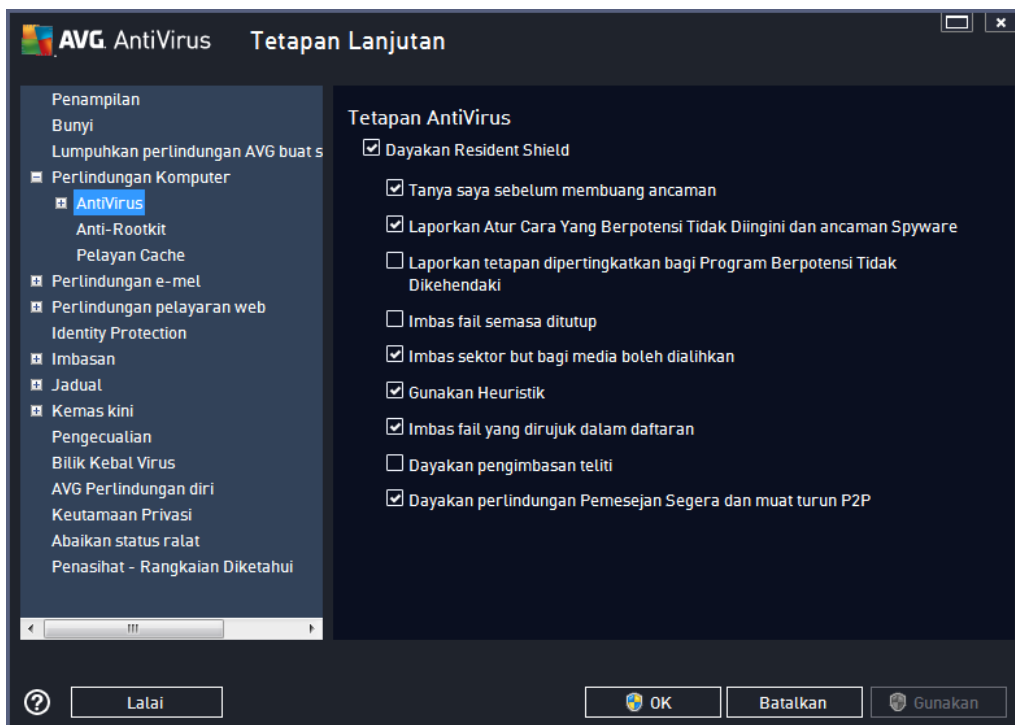 AVG. AntiVirus Tetapan Lanjutan
Penampilan
Bunyi
Lumpuhkan perlindungan AVG buat s
Perlindungan Komputer
AntiVirus
Anti-Rootkit
Pelayan Cache
Perlindungan e-mel
Perlindungan pelayaran web
Identity Protection
Imbasan
Jadual
Kemas kini
Pengecualian
Bilik Kebal Virus
AVG Perlindungan diri
Keutamaan Privasi
Abaikan status ralat
Penasihat - Rangkaian Diketahui
Tetapan AntiVirus
Dayakan Resident Shield
Tanya saya sebelum membuang ancaman
Laporkan Atur Cara Yang Berpotensi Tidak Diingini dan ancaman Spyware
Laporkan tetapan dipertingkatkan bagi Program Berpotensi Tidak
Dikehendaki
Imbas fail semasa ditutup
Imbas sektor but bagi media boleh dialihkan
Gunakan Heuristik
Imbas fail yang dirujuk dalam daftaran
Dayakan pengimbasan teliti
Dayakan perlindungan Pemesejan Segera dan muat turun P2P
Lalai
OK
Batalkan
Gunakan